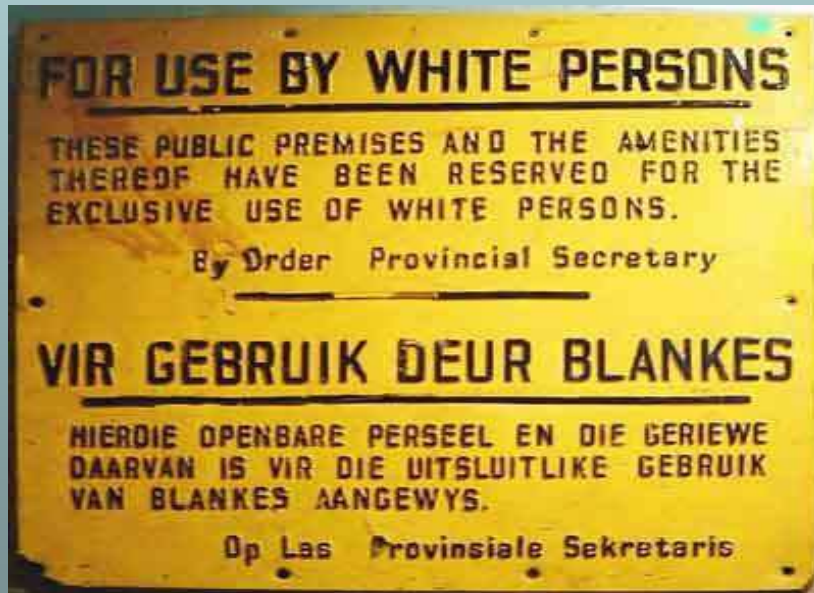 FOR USE BY WHITE PERSONS
THESE PUBLIC PREMISES AND THE AMENITIES
THEREOF HAVE BEEN RESERVED FOR THE
EXCLUSIVE USE OF WHITE PERSONS.
By Order Provincial Secretary
VIR GEBRUIK DEUR BLANKES
HIERDIE OPENBARE PERSEEL EN DIE GERIEWE
DAARVAN IS VIR DIE UITSLUITLIKE GEBRUIK
VAN BLANKES AANGEWYS.
Op Las Provinsiale Sekretaris